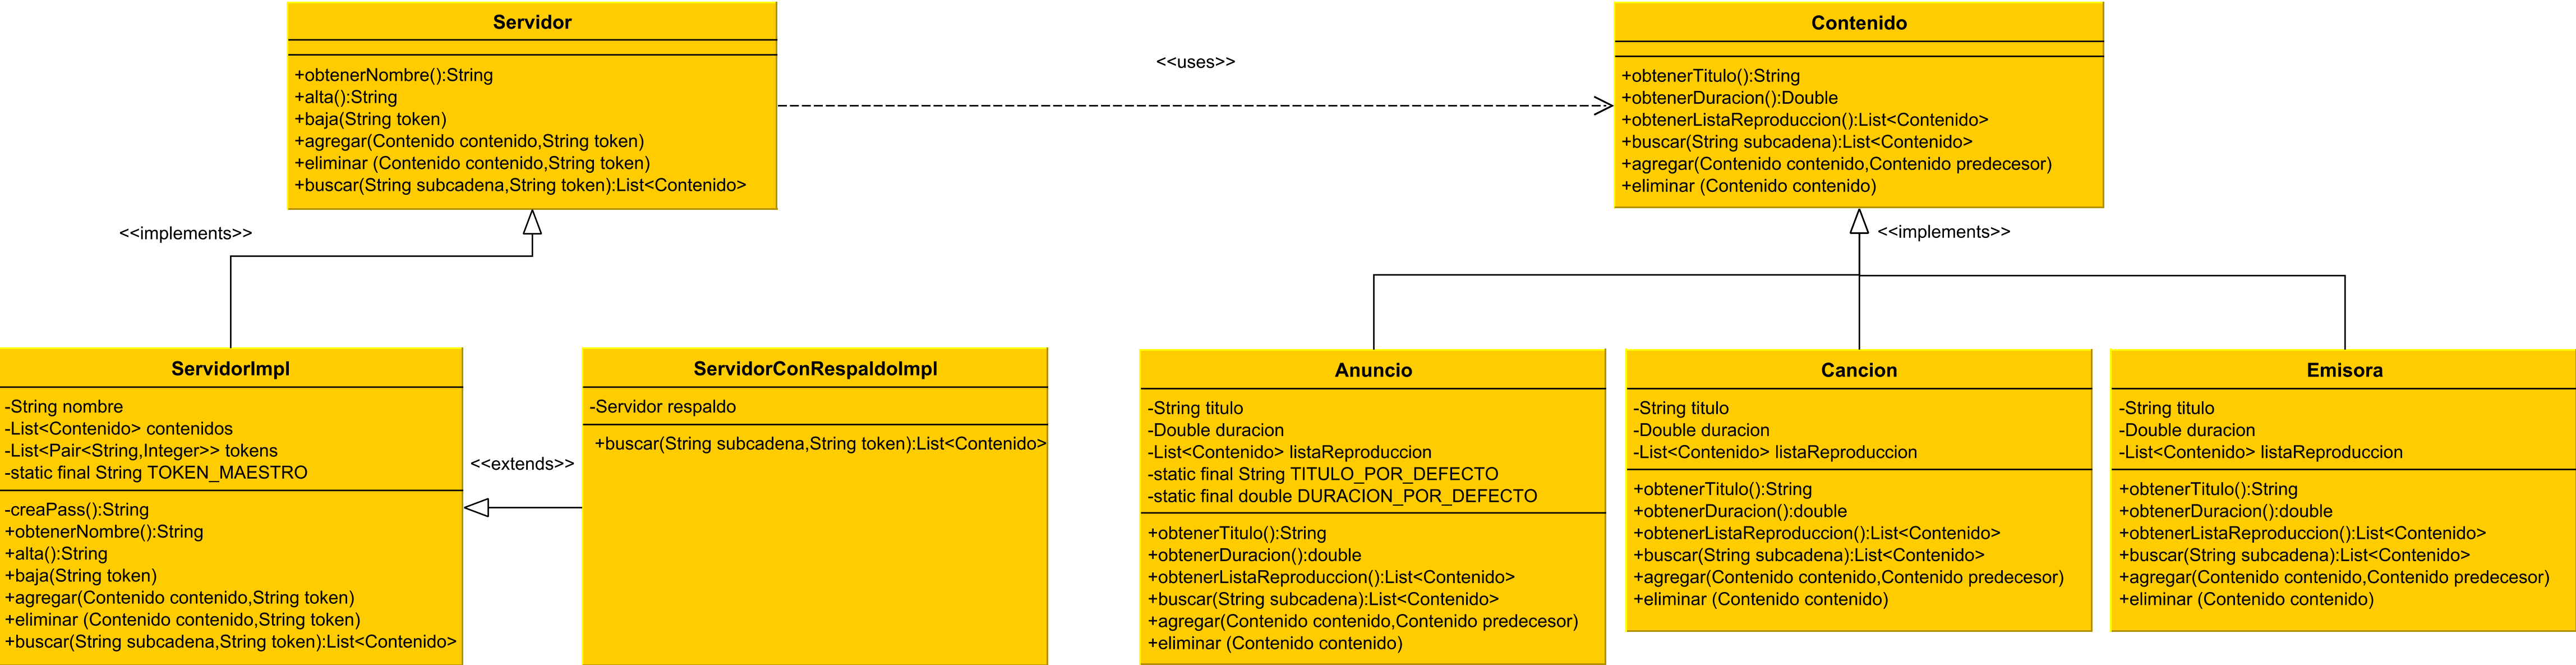 Servidor
+obtenerNombre():String
+alta():String
+baja(String token)
+agregar(Contenido contenido,String token)
+eliminar (Contenido contenido,String token)
+buscar(String subcadena,String token):List<Contenido>
<<uses>>
Contenido
+obtenerTitulo():String
+obtenerDuracion():Double
+obtenerListaReproduccion():List<Contenido>
+buscar(String subcadena):List<Contenido>
+agregar(Contenido contenido,Contenido predecesor)
+eliminar (Contenido contenido)
<<implements>>
<<implements>>
ServidorImpl
-String nombre
-List<Contenido> contenidos
-List<Pair<String,Integer>> tokens
-static final String TOKEN_MAESTRO
-creaPass():String
+obtenerNombre():String
+alta():String
+baja(String token)
+agregar(Contenido contenido,String token)
+eliminar (Contenido contenido,String token)
+buscar(String subcadena,String token):List<Contenido>
<<extends>>
ServidorConRespaldoImpl
-Servidor respaldo
+buscar(String subcadena,String token):List<Contenido>
Anuncio
-String titulo
-Double duracion
-List<Contenido> listaReproduccion
-static final String TITULO_POR_DEFECTO
-static final double DURACION_POR_DEFECTO
+obtenerTitulo():String
+obtenerDuracion():double
+obtenerListaReproduccion():List<Contenido>
+buscar(String subcadena):List<Contenido>
+agregar(Contenido contenido,Contenido predecesor)
+eliminar (Contenido contenido)
Cancion
-String titulo
-Double duracion
-List<Contenido> listaReproduccion
+obtenerTitulo():String
+obtenerDuracion():double
+obtenerListaReproduccion():List<Contenido>
+buscar(String subcadena):List<Contenido>
+agregar(Contenido contenido,Contenido predecesor)
+eliminar (Contenido contenido)
Emisora
-String titulo
-Double duracion
-List<Contenido> listaReproduccion
+obtenerTitulo():String
+obtenerDuracion():double
+obtenerListaReproduccion():List<Contenido>
+buscar(String subcadena):List<Contenido>
+agregar(Contenido contenido,Contenido predecesor)
+eliminar (Contenido contenido)